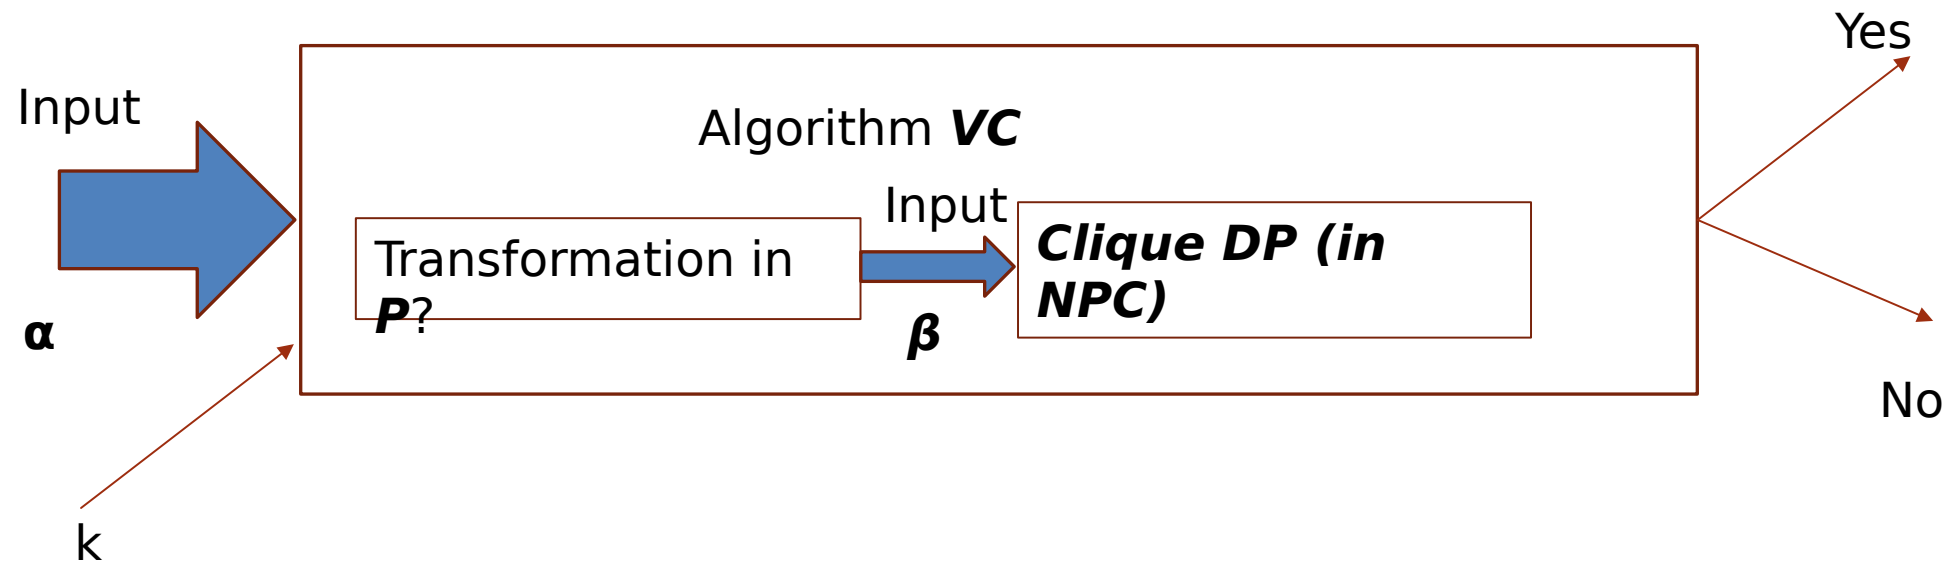 Yes
Input
Algorithm VC
Input
Transformation in
P?
Clique DP (in
NPC)
α
β
No
k